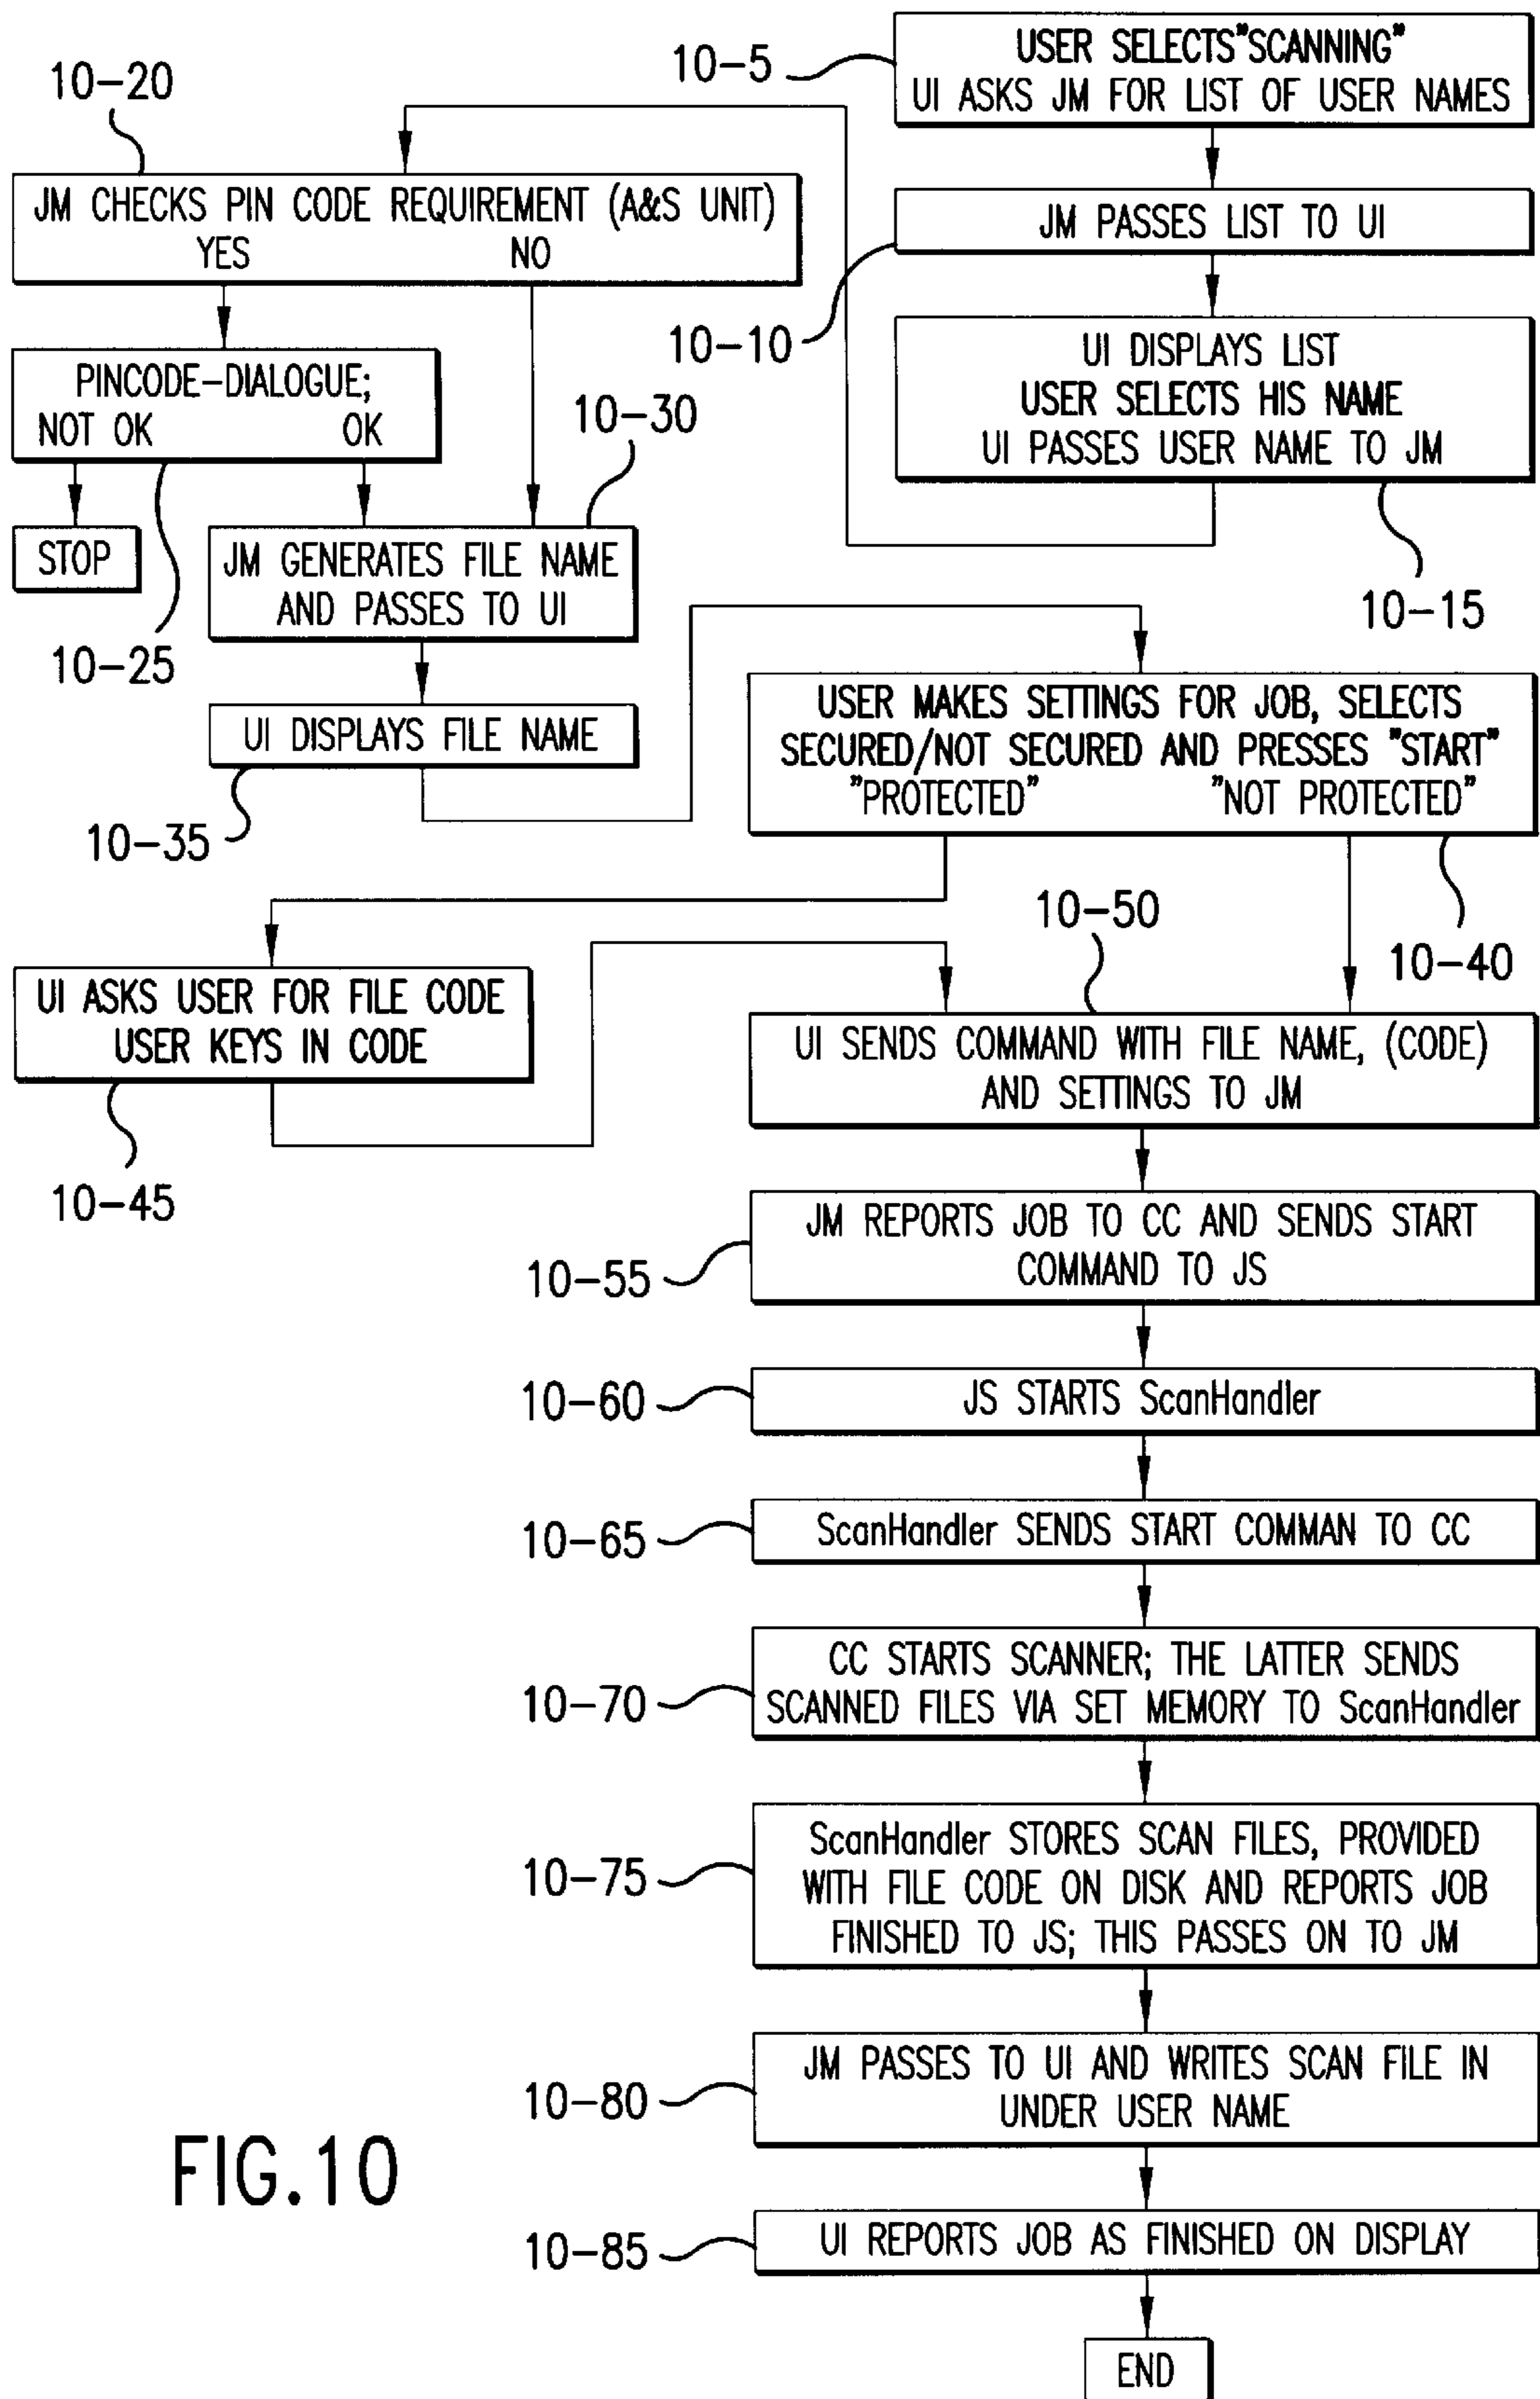 10-5
USER SELECTS"SCANNING"
UI ASKS JM FOR LIST OF USER NAMES
10-10
JM PASSES LIST TO UI
10-15
UI DISPLAYS LIST
USER SELECTS HIS NAME
UI PASSES USER NAME TO JM
10-20
JM CHECKS PIN CODE REQUIREMENT (A&S UNIT)
YES NO
10-25
PINCODE-DIALOGUE;
NOT OK OK
STOP
10-30
JM GENERATES FILE NAME
AND PASSES TO UI
10-35
UI DISPLAYS FILE NAME
10-40
USER MAKES SETTINGS FOR JOB, SELECTS
SECURED/NOT SECURED AND PRESSES "START"
"PROTECTED" "NOT PROTECTED"
10-45
UI ASKS USER FOR FILE CODE
USER KEYS IN CODE
10-50
UI SENDS COMMAND WITH FILE NAME, (CODE)
AND SETTINGS TO JM
10-55
JM REPORTS JOB TO CC AND SENDS START
COMMAND TO JS
10-60
JS STARTS ScanHandler
10-65
ScanHandler SENDS START COMMAN TO CC
10-70
CC STARTS SCANNER; THE LATTER SENDS
SCANNED FILES VIA SET MEMORY TO ScanHandler
10-75
ScanHandler STORES SCAN FILES, PROVIDED
WITH FILE CODE ON DISK AND REPORTS JOB
FINISHED TO JS; THIS PASSES ON TO JM
10-80
JM PASSES TO UI AND WRITES SCAN FILE IN
UNDER USER NAME
10-85
UI REPORTS JOB AS FINISHED ON DISPLAY
END
FIG.10